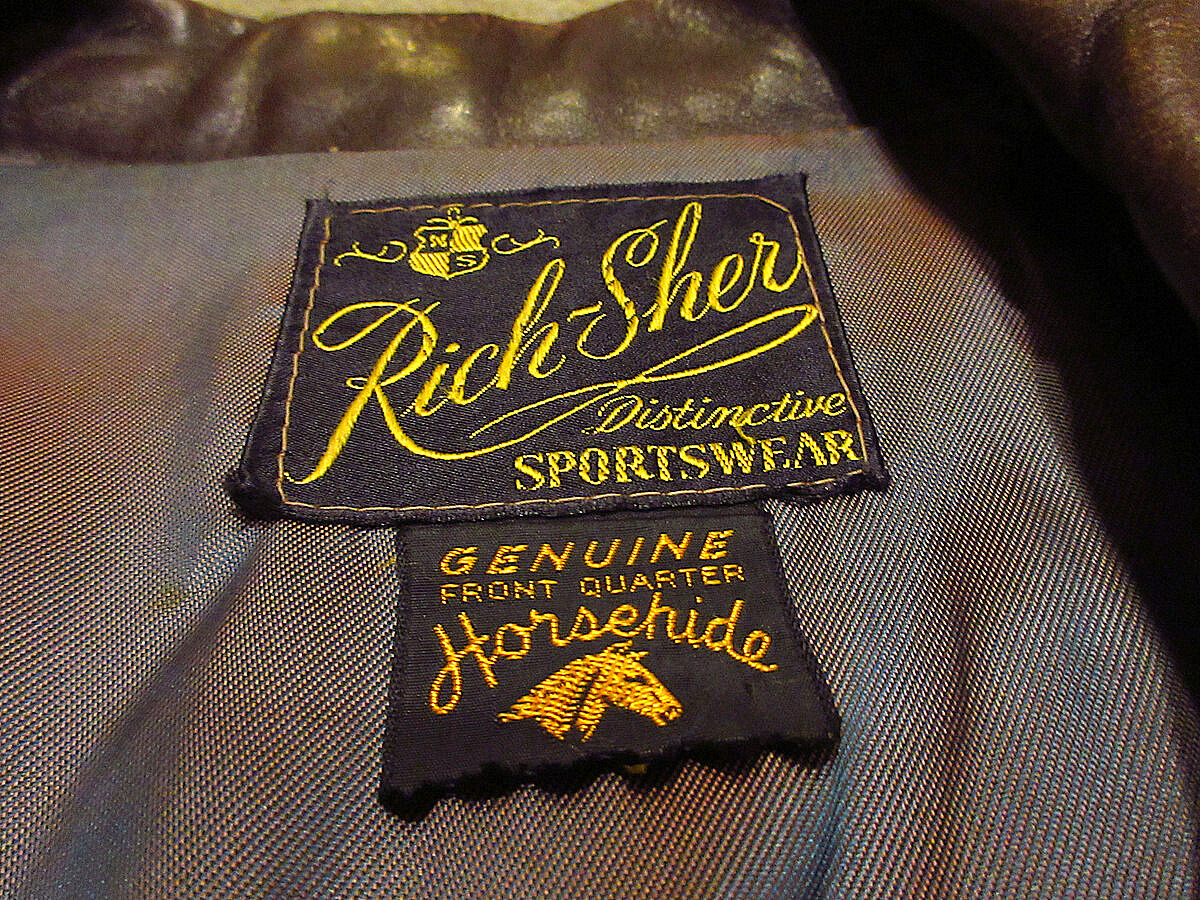 N
S
Rich-Sher
Distinctive
SPORTSWEAR
GENUINE
FRONT QUARTER
Horsehide